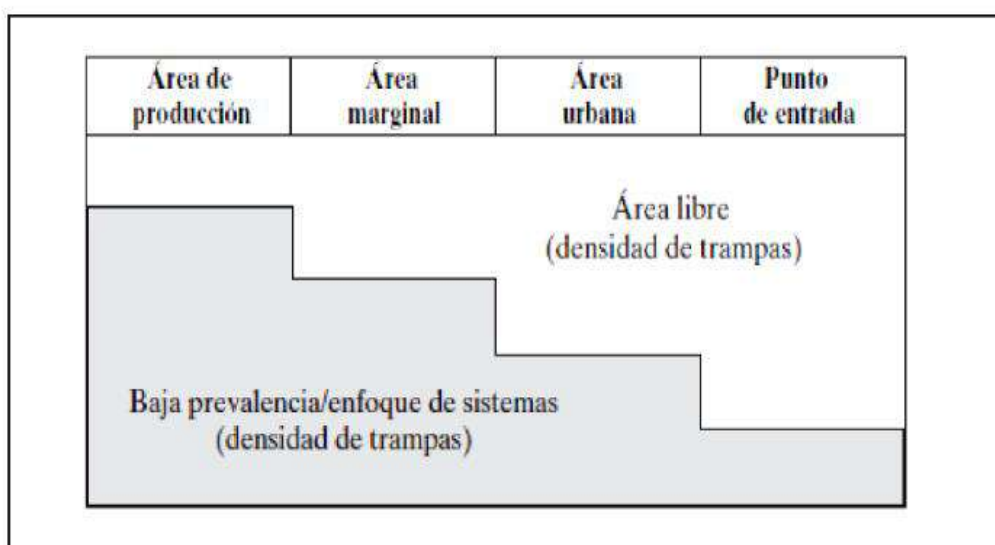 Área de
producción
Área
marginal
Área
urbana
Punto
de entrada
Área libre
(densidad de trampas)
Baja prevalencia/enfoque de sistemas
(densidad de trampas)